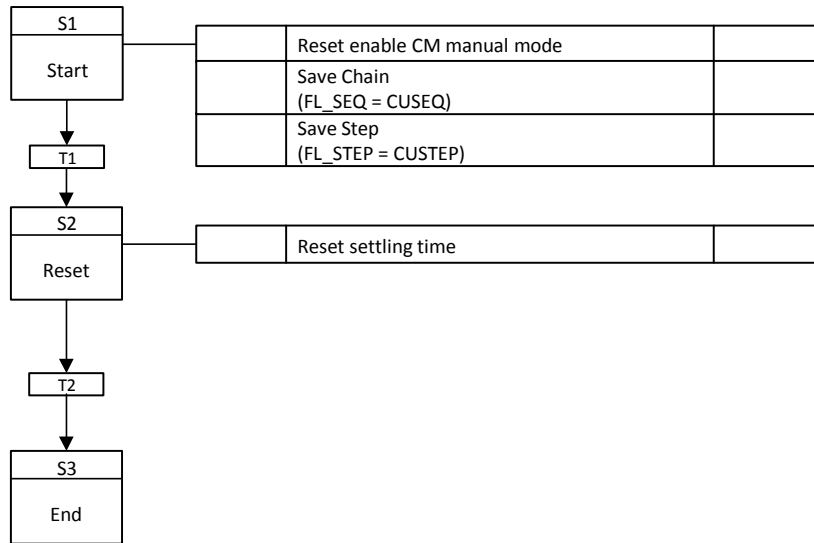 S1
Start
Reset enable CM manual mode
Save Chain
(FL_SEQ = CUSEQ)
Save Step
(FL_STEP = CUSTEP)
T1
S2
Reset
Reset settling time
T2
S3
End